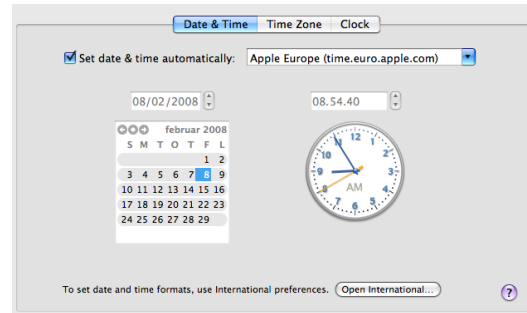 Date & Time Time Zone Clock
Set date & time automatically: Apple Europe (time.euro.apple.com)
08/02/2008 08.54.40
februar 2008
S M T O T F L
1 2
3 4 5 6 7 8 9
10 11 12 13 14 15 16
17 18 19 20 21 22 23
24 25 26 27 28 29
12
1
2
3
4
5
6
7
8
9
10
11
AM
To set date and time formats, use International preferences. Open International... ?